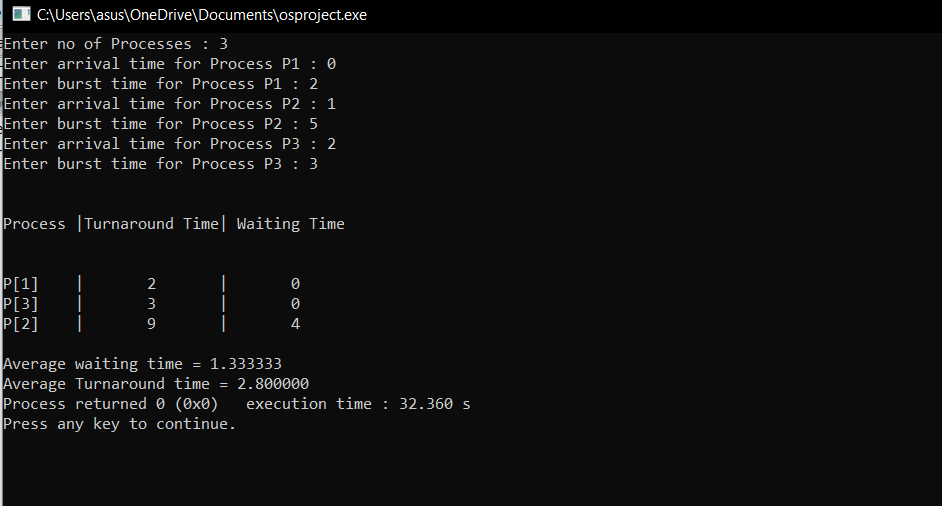 C:\Users\asus\OneDrive\Documents\osproject.exe
Enter no of Processes : 3
Enter arrival time for Process P1 : 0
Enter burst time for Process P1 : 2
Enter arrival time for Process P2 : 1
Enter burst time for Process P2 : 5
Enter arrival time for Process P3 : 2
Enter burst time for Process P3 : 3
Process |Turnaround Time| Waiting Time
P[1] | 2 | 0
P[3] | 3 | 0
P[2] | 9 | 4
Average waiting time = 1.333333
Average Turnaround time = 2.800000
Process returned 0 (0x0) execution time : 32.360 s
Press any key to continue.